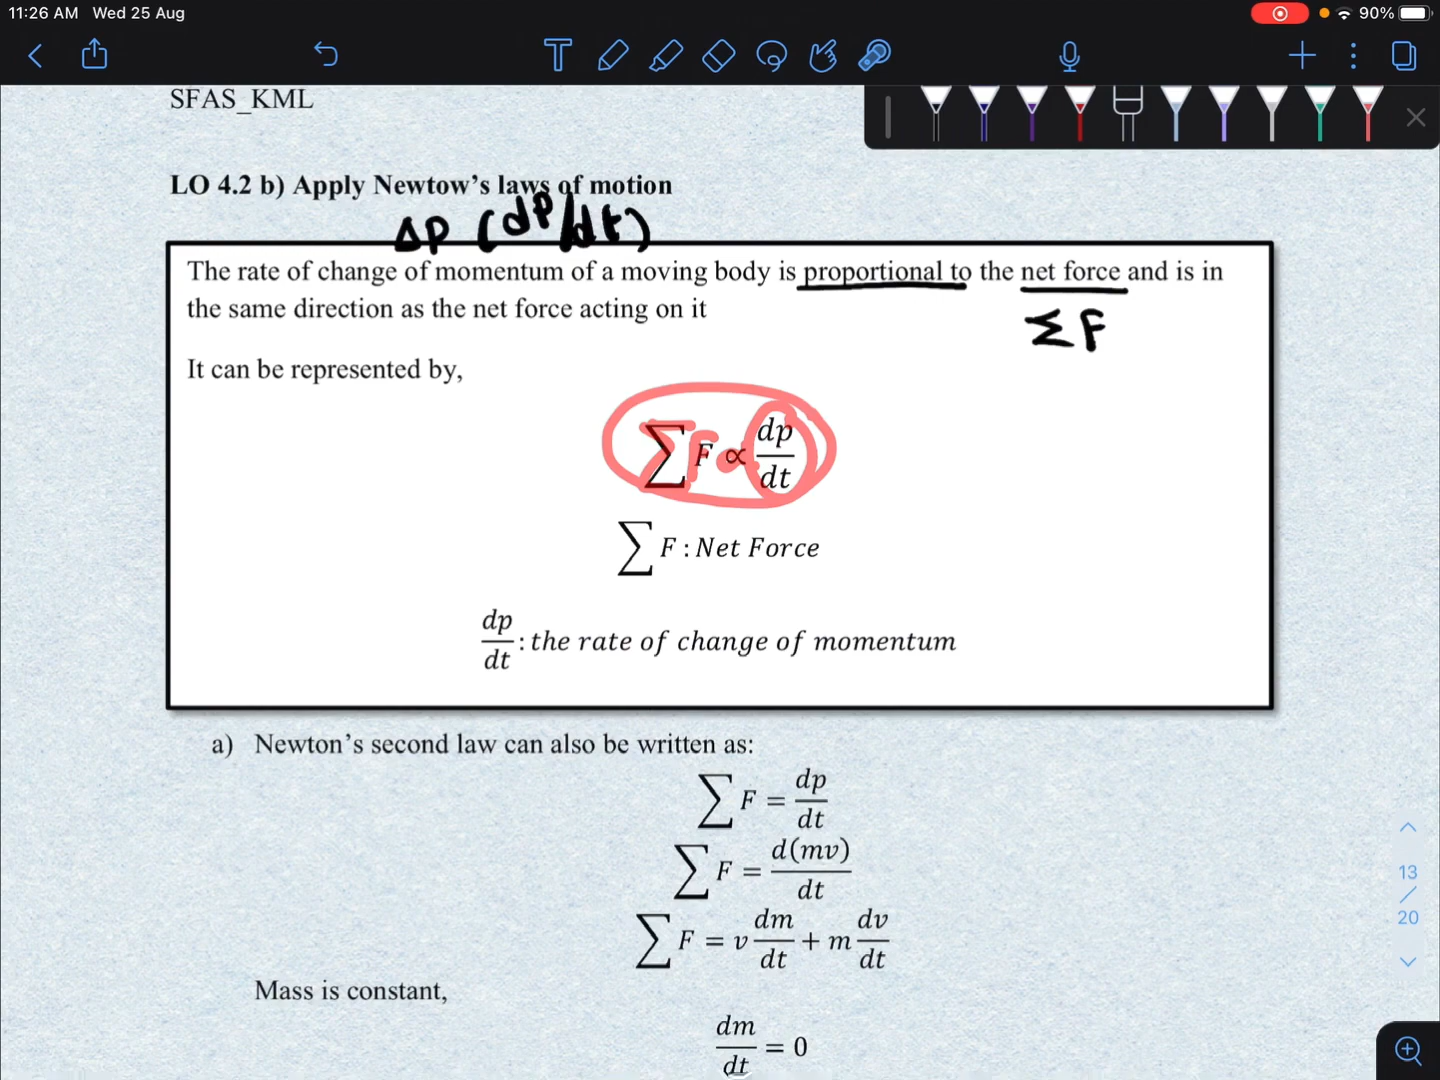 11:26 AM Wed 25 Aug 90%
SFAS_KML
LO 4.2 b) Apply Newtow’s laws of motion
ΔP (dP/dt)
The rate of change of momentum of a moving body is proportional to the net force and is in
the same direction as the net force acting on it
ΣF
It can be represented by,
∑F ∝ dp/dt
ΣF∝
∑F : Net Force
dp/dt : the rate of change of momentum
a) Newton’s second law can also be written as:
∑F = dp/dt
∑F = d(mv)/dt
∑F = v dm/dt + m dv/dt
Mass is constant,
dm/dt = 0
13
/
20